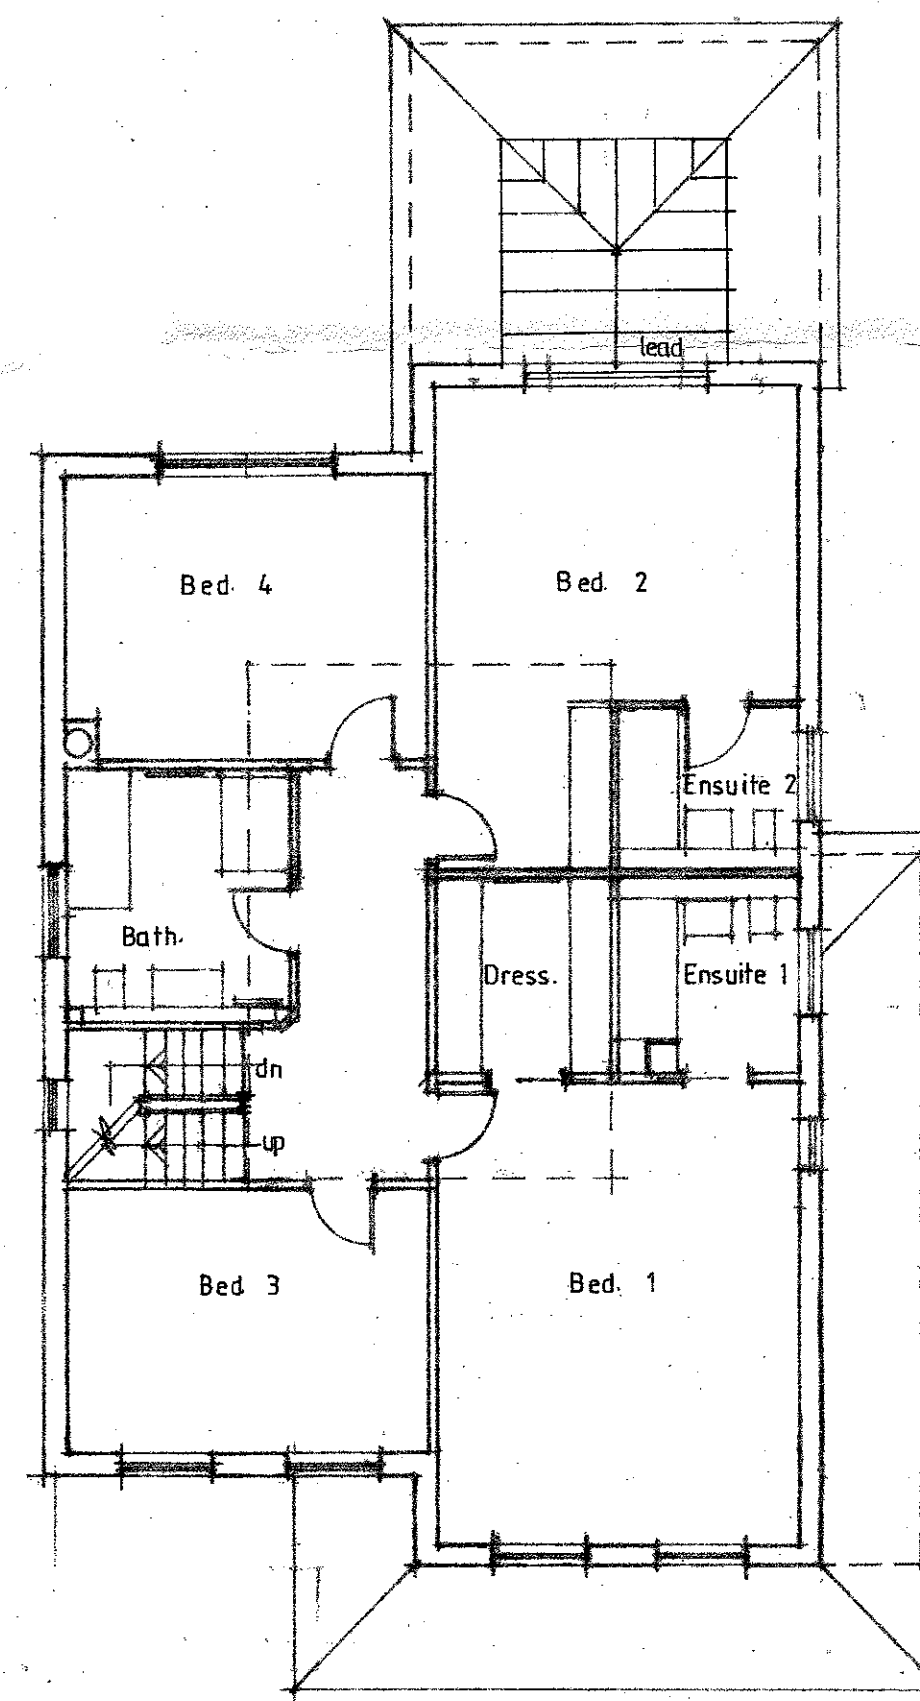 lead
Bed. 4
Bed. 2
Ensuite 2
Bath.
Dress.
Ensuite 1
dn
up
Bed 3
Bed. 1